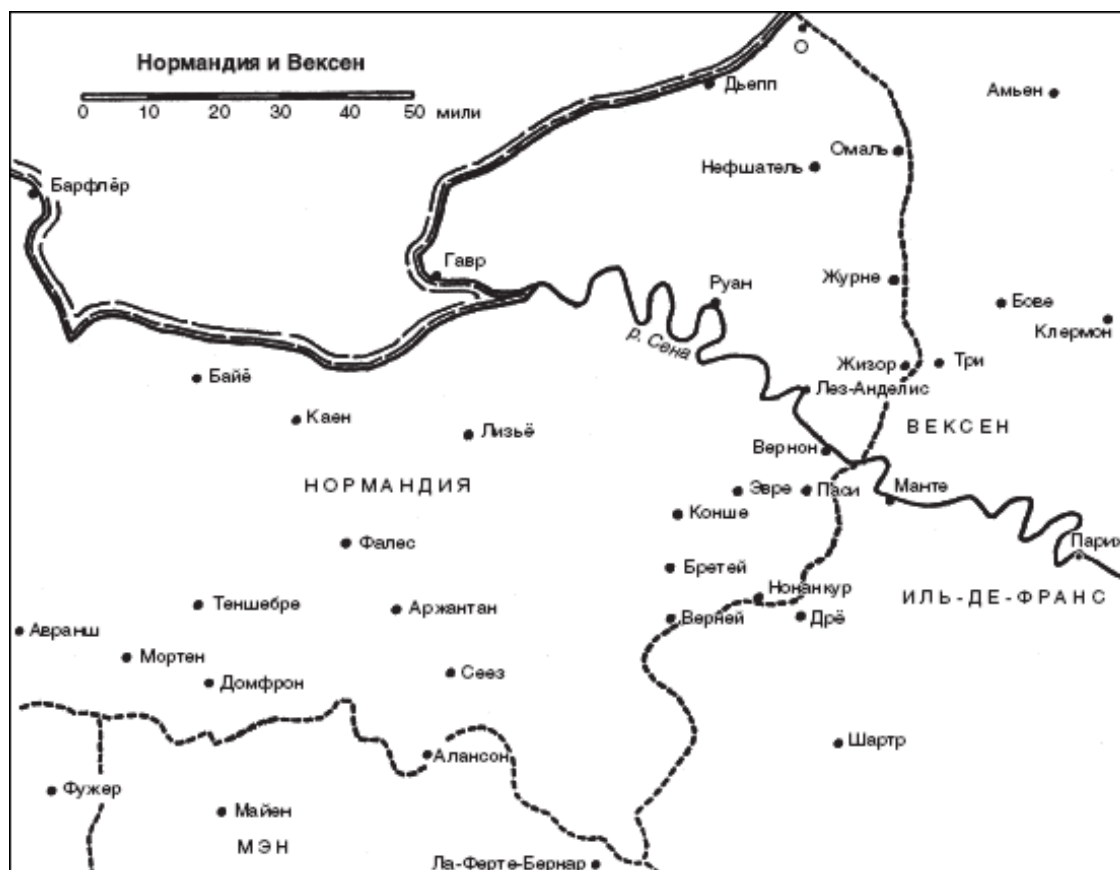 Нормандия и Вексен
0 10 20 30 40 50 мили
О
Дьепп
Амьен
Омаль
Нефшатель
Барфлёр
Гавр
Журне
Руан
Бове
Клермон
р. Сена
Жизор
Три
Байё
Лез-Анделис
Каен
ВЕКСЕН
Лизьё
Вернон
НОРМАНДИЯ
Эвре
Паси
Манте
Конше
Фалес
Париж
Бретей
Нонанкур
ИЛЬ-ДЕ-ФРАНС
Теншебре
Аржантан
Верней
Дрё
Авранш
Мортен
Сеез
Домфрон
Шартр
Алансон
Фужер
Майен
МЭН
Ла-Ферте-Бернар